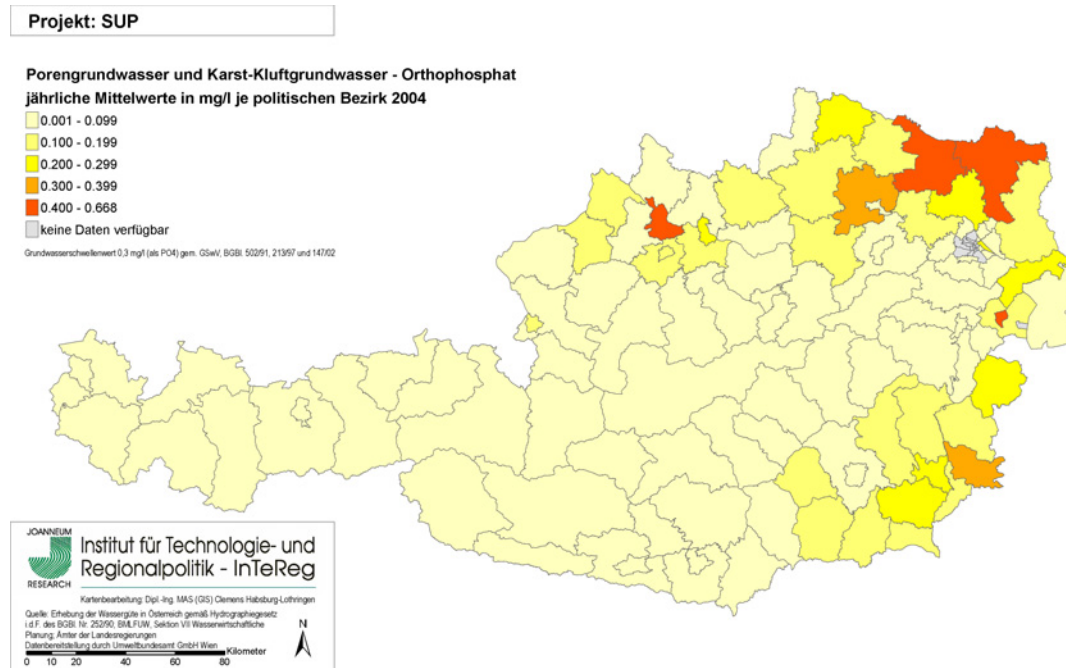 Projekt: SUP
Porengrundwasser und Karst-Kluftgrundwasser - Orthophosphat
jährliche Mittelwerte in mg/l je politischen Bezirk 2004
0.001 - 0.099
0.100 - 0.199
0.200 - 0.299
0.300 - 0.399
0.400 - 0.668
keine Daten verfügbar
Grundwasserschwellenwert 0,3 mg/l (als PO4) gem. GSwV, BGBl. 502/91, 213/97 und 147/02
JOANNEUM
RESEARCH
Institut für Technologie- und
Regionalpolitik - InTeReg
Kartenbearbeitung: Dipl.-Ing. MAS (GIS) Clemens Habsburg-Lothringen
Quelle: Erhebung der Wassergüte in Österreich gemäß Hydrographiegesetz
i.d.F. des BGBl. Nr. 252/90, BMLFUW, Sektion VII Wasserwirtschaftliche
Planung; Ämter der Landesregierungen
Datenbereitstellung durch Umweltbundesamt GmbH Wien
N
Kilometer
0 10 20 40 60 80